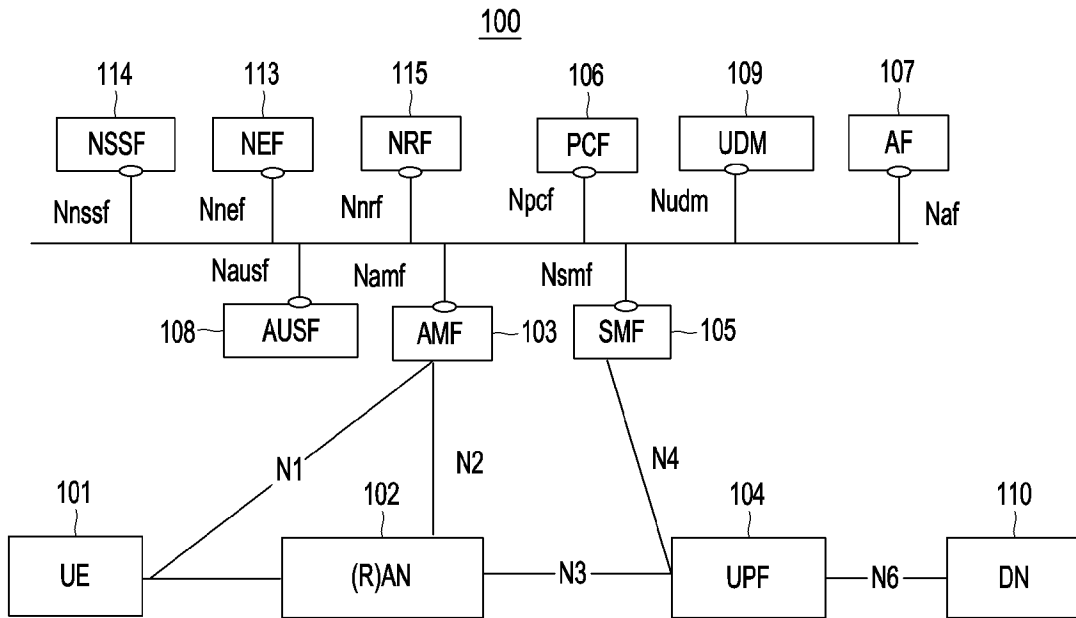 100
114 113 115 106 109 107
NSSF NEF NRF PCF UDM AF
Nnssf Nnef Nnrf Npcf Nudm Naf
Nausf Namf Nsmf
108 AUSF AMF 103 SMF 105
N1 N2 N4
101 102 104 110
UE (R)AN N3 UPF N6 DN